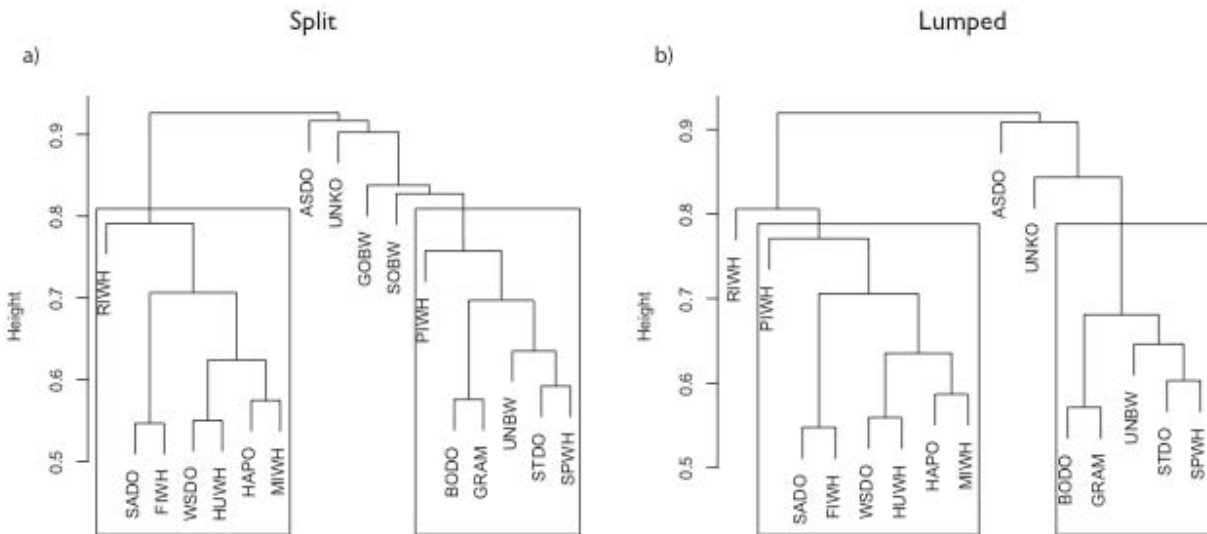 Split
Lumped
a)
b)
Height
0.9
0.8
0.7
0.6
0.5
RIWH
SADO
FIWH
WSDO
HUWH
HAPO
MIWH
ASDO
UNKO
GOBW
SOBW
PIWH
BODO
GRAM
UNBW
STDO
SPWH
Height
0.9
0.8
0.7
0.6
0.5
RIWH
PIWH
SADO
FIWH
WSDO
HUWH
HAPO
MIWH
ASDO
UNKO
BODO
GRAM
UNBW
STDO
SPWH